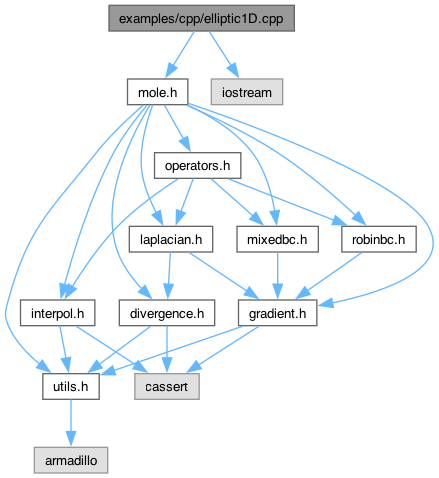 examples/cpp/elliptic1D.cpp
mole.h
iostream
operators.h
laplacian.h
mixedbc.h
robinbc.h
interpol.h
divergence.h
gradient.h
utils.h
cassert
armadillo